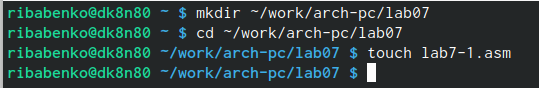 ribabenko@dk8n80 ~ $ mkdir ~/work/arch-pc/lab07
ribabenko@dk8n80 ~ $ cd ~/work/arch-pc/lab07
ribabenko@dk8n80 ~/work/arch-pc/lab07 $ touch lab7-1.asm
ribabenko@dk8n80 ~/work/arch-pc/lab07 $